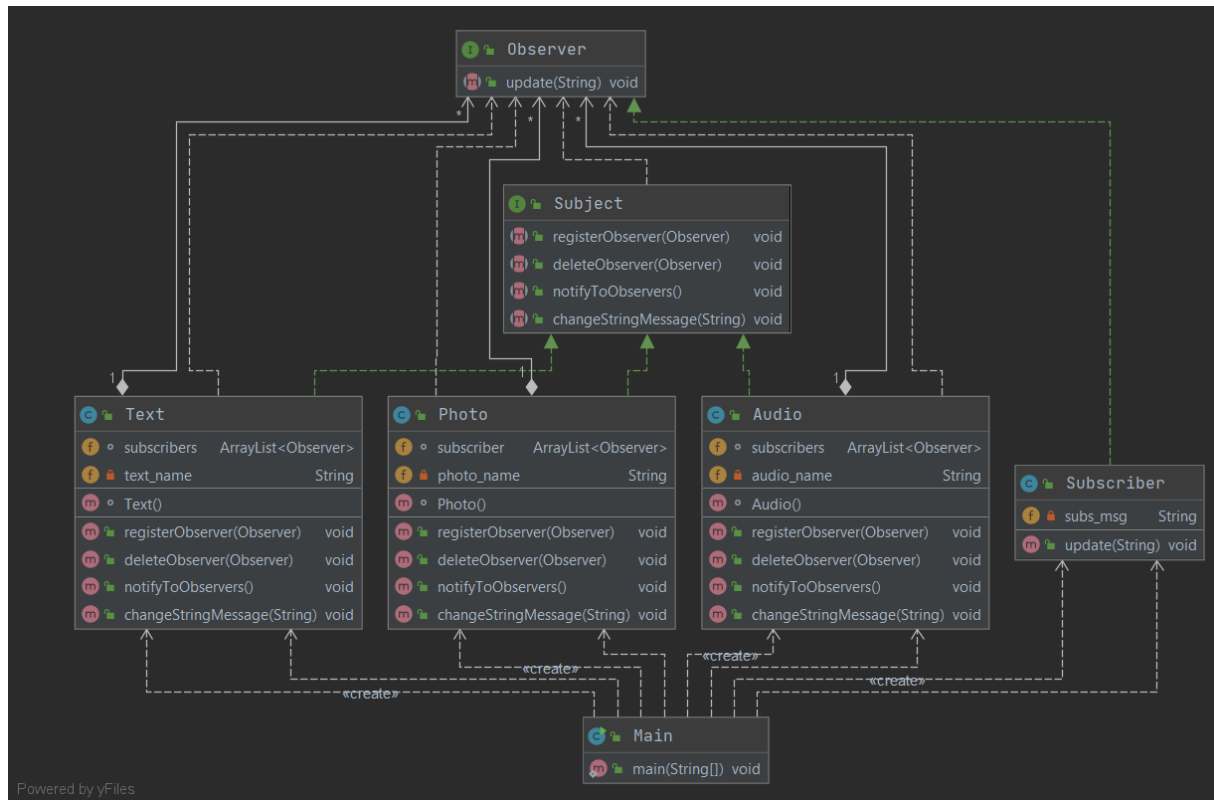 Observer
update(String) void
*
*
*
Subject
registerObserver(Observer) void
deleteObserver(Observer) void
notifyToObservers() void
changeStringMessage(String) void
1
1
1
Text
subscribers ArrayList<Observer>
text_name String
Text()
registerObserver(Observer) void
deleteObserver(Observer) void
notifyToObservers() void
changeStringMessage(String) void
Photo
subscriber ArrayList<Observer>
photo_name String
Photo()
registerObserver(Observer) void
deleteObserver(Observer) void
notifyToObservers() void
changeStringMessage(String) void
Audio
subscribers ArrayList<Observer>
audio_name String
Audio()
registerObserver(Observer) void
deleteObserver(Observer) void
notifyToObservers() void
changeStringMessage(String) void
Subscriber
subs_msg String
update(String) void
«create»
«create»
«create»
«create»
Main
main(String[]) void
Powered by yFiles